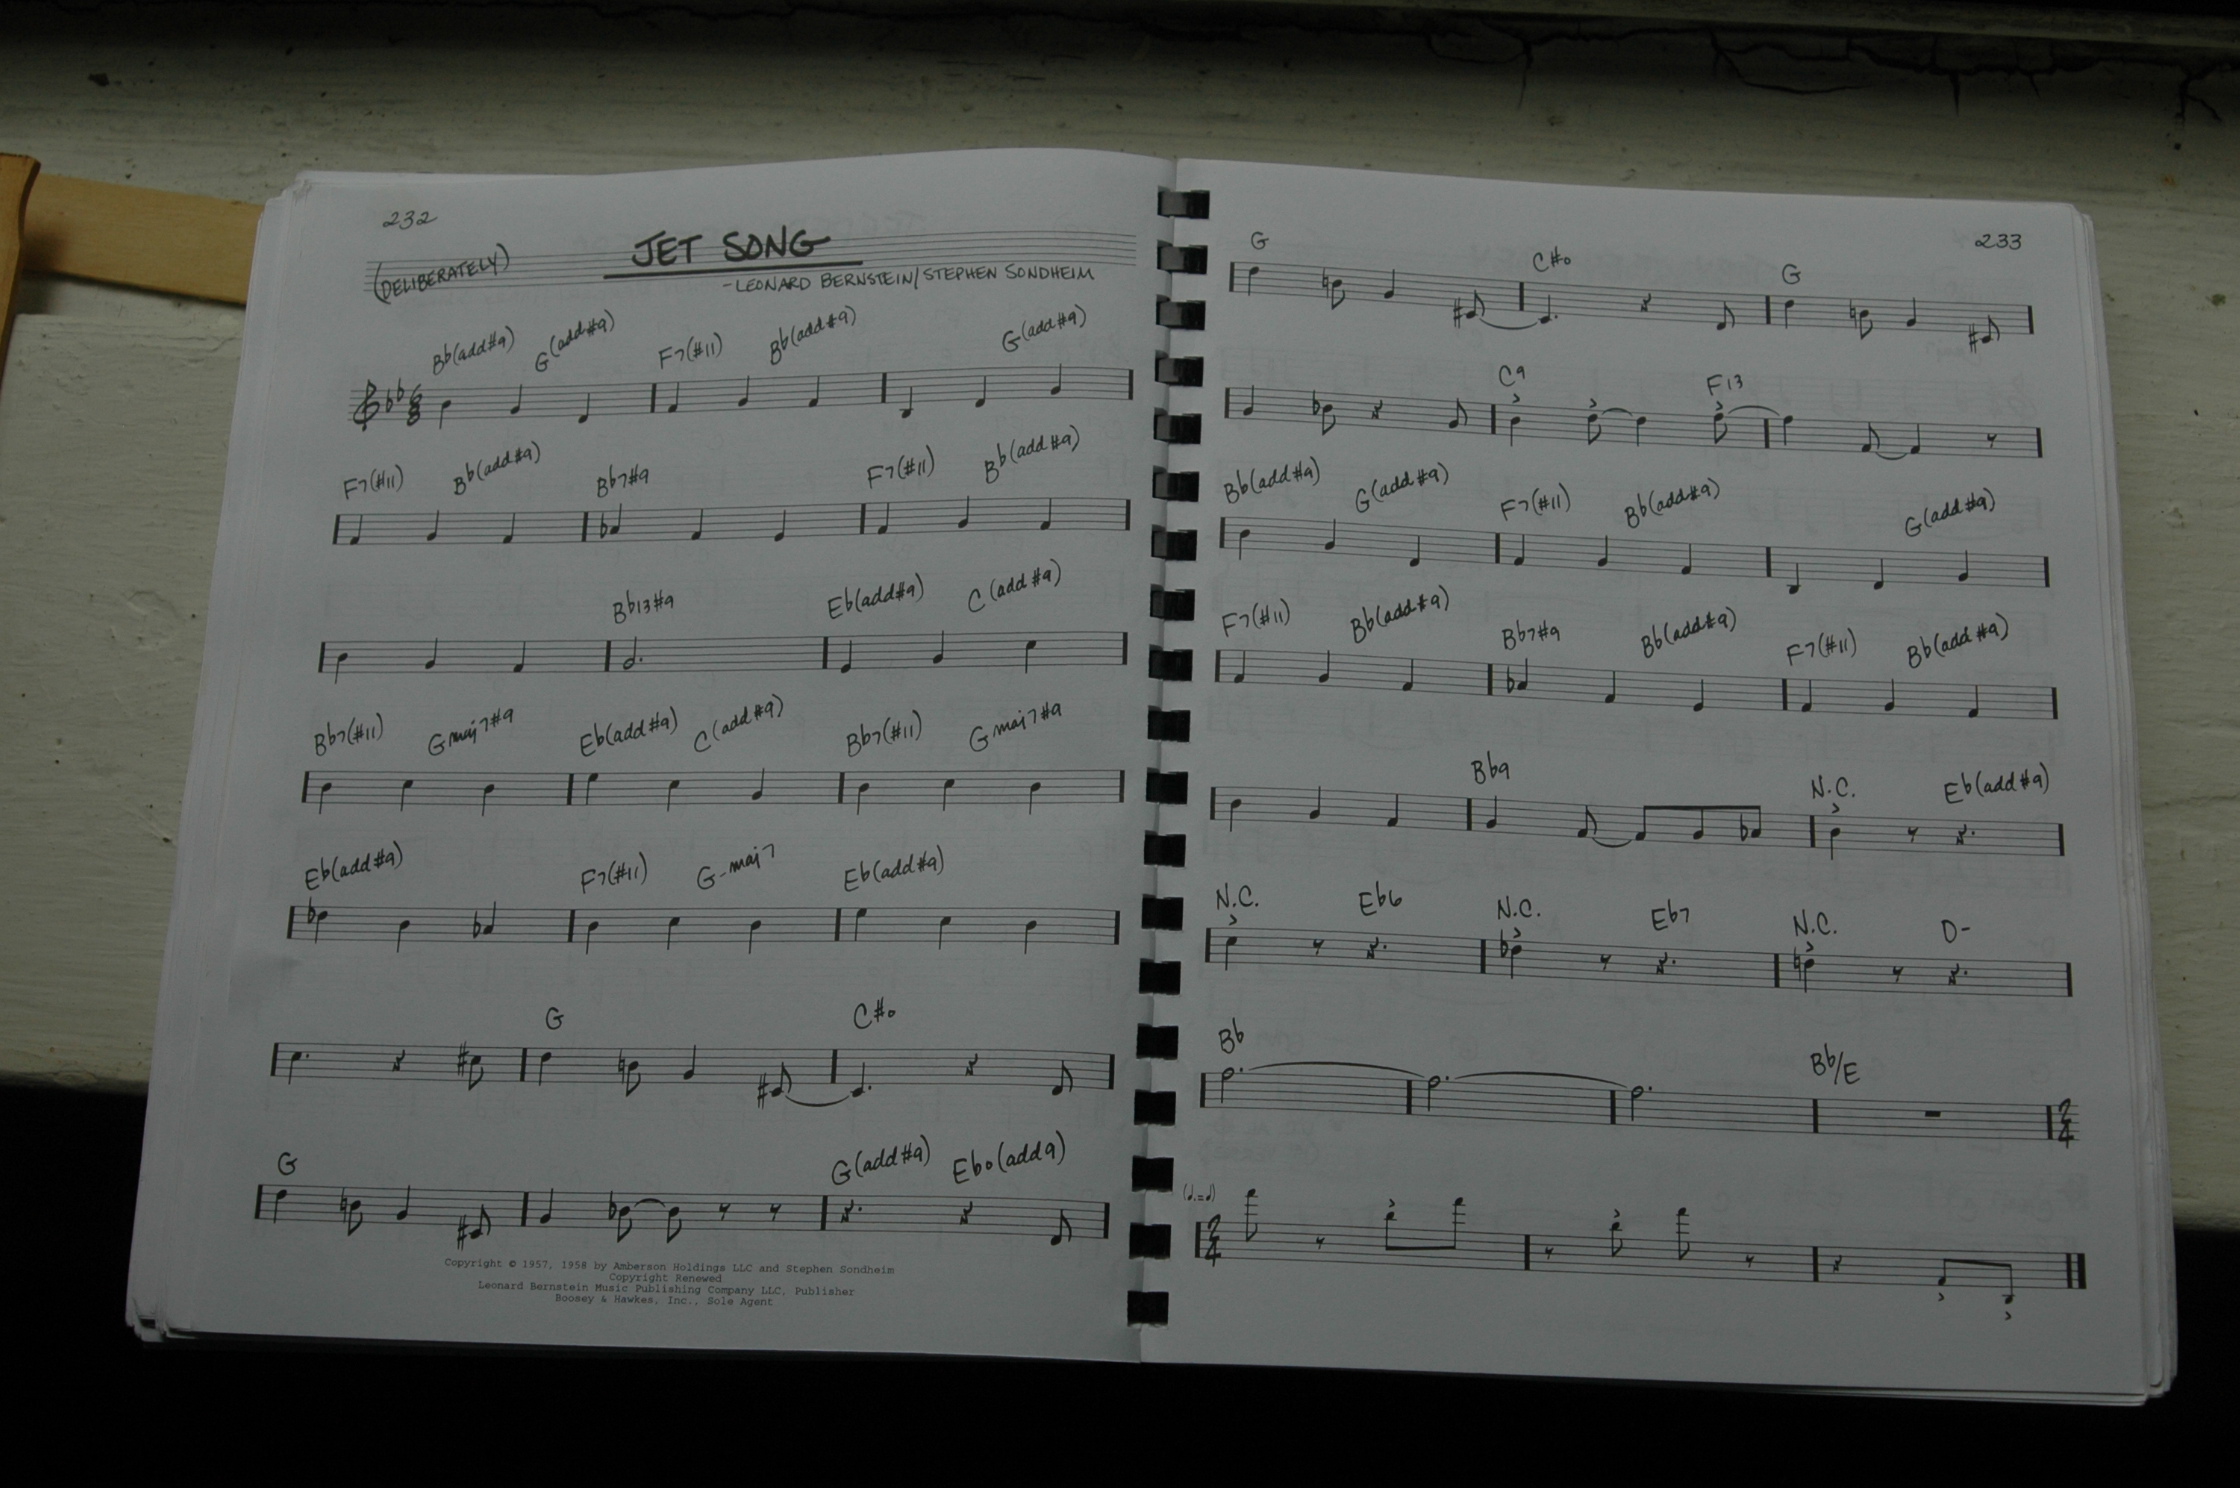 232
JET SONG
(DELIBERATELY)
-LEONARD BERNSTEIN/STEPHEN SONDHEIM
Bb(add#9) G(add#9) F7(#11) Bb(add#9) G(add#9)
6
8
F7(#11) Bb(add#9) Bb7#9 F7(#11) Bb(add#9)
Bb13#9 Eb(add#9) C(add#9)
Bb7(#11) Gmaj7#9 Eb(add#9) C(add#9) Bb7(#11) Gmaj7#9
Eb(add#9) F7(#11) G-maj7 Eb(add#9)
G C#o
G G(add#9) Ebo(add9)
Copyright © 1957, 1958 by Amberson Holdings LLC and Stephen Sondheim
Copyright Renewed
Leonard Bernstein Music Publishing Company LLC, Publisher
Boosey & Hawkes, Inc., Sole Agent
233
G C#o G
C9 F13
Bb(add#9) G(add#9) F7(#11) Bb(add#9) G(add#9)
F7(#11) Bb(add#9) Bb7#9 Bb(add#9) F7(#11) Bb(add#9)
Bb9 N.C. Eb(add#9)
N.C. Eb6 N.C. Eb7 N.C. D-
Bb Bb/E
2
4
(♩.=♩)
2
4